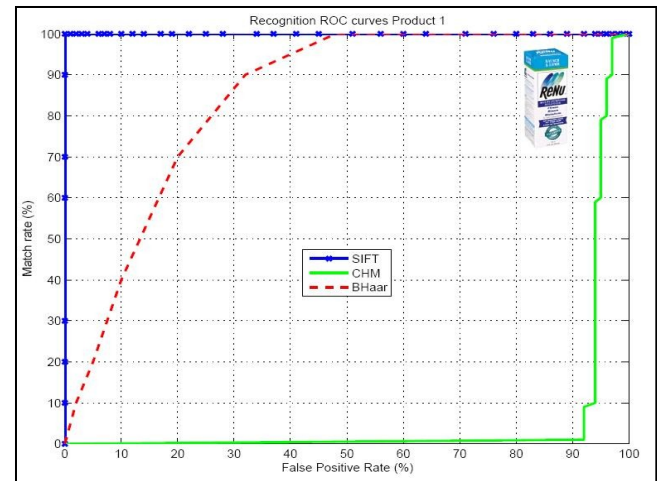 Recognition ROC curves Product 1
100
90
80
70
60
50
40
30
20
10
0
Match rate (%)
ReNu
SIFT
CHM
BHaar
0 10 20 30 40 50 60 70 80 90 100
False Positive Rate (%)